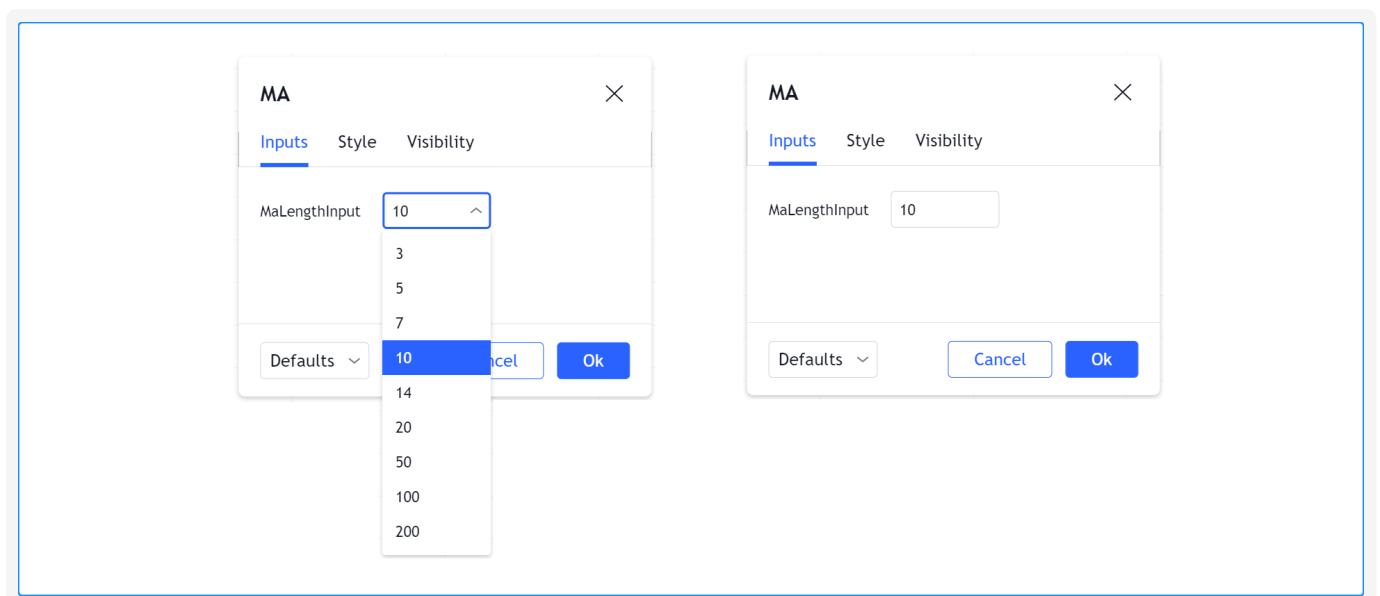 MA
Inputs Style Visibility
MaLengthInput 10
3
5
7
10
14
20
50
100
200
Defaults ncel Ok
MA
Inputs Style Visibility
MaLengthInput 10
Defaults Cancel Ok